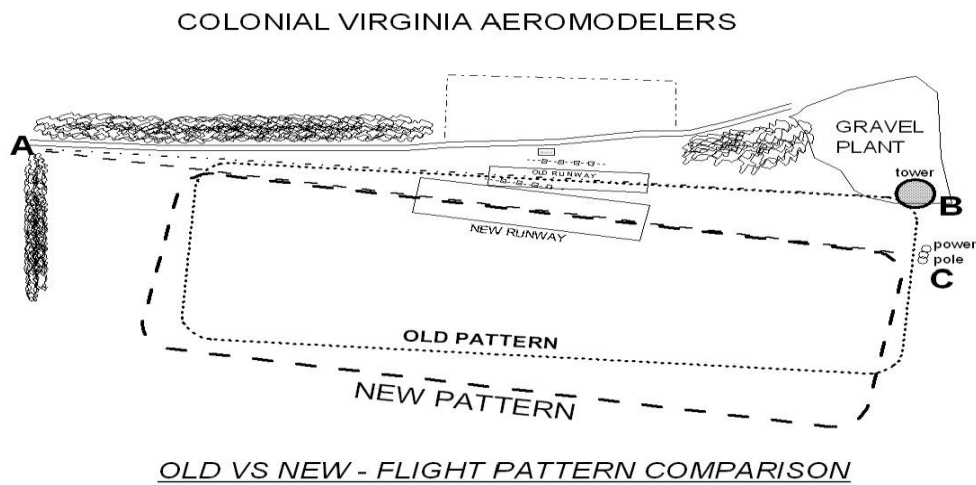 COLONIAL VIRGINIA AEROMODELERS
GRAVEL
PLANT
A
OLD RUNWAY
tower
B
NEW RUNWAY
power
pole
C
OLD PATTERN
NEW PATTERN
OLD VS NEW - FLIGHT PATTERN COMPARISON